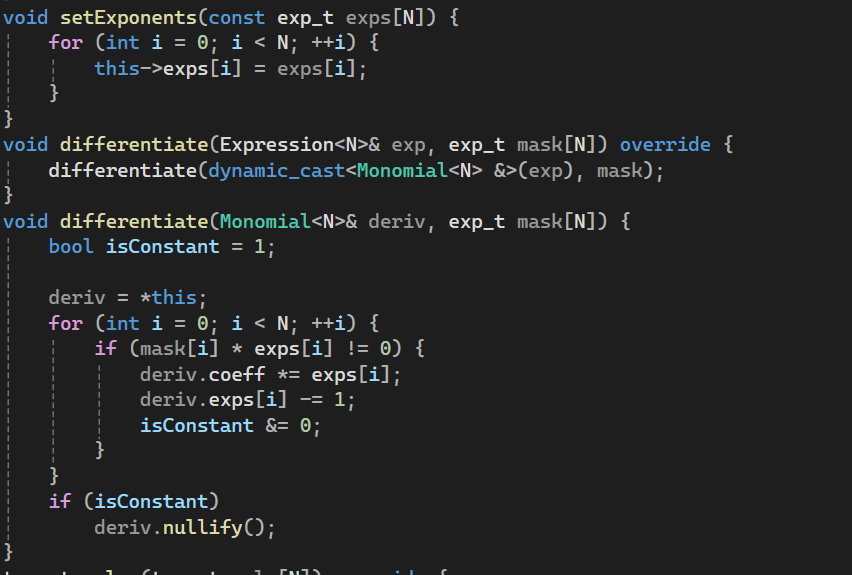 void setExponents(const exp_t exps[N]) {
    for (int i = 0; i < N; ++i) {
        this->exps[i] = exps[i];
    }
}
void differentiate(Expression<N>& exp, exp_t mask[N]) override {
    differentiate(dynamic_cast<Monomial<N> &>(exp), mask);
}
void differentiate(Monomial<N>& deriv, exp_t mask[N]) {
    bool isConstant = 1;

    deriv = *this;
    for (int i = 0; i < N; ++i) {
        if (mask[i] * exps[i] != 0) {
            deriv.coeff *= exps[i];
            deriv.exps[i] -= 1;
            isConstant &= 0;
        }
    }
    if (isConstant)
        deriv.nullify();
}